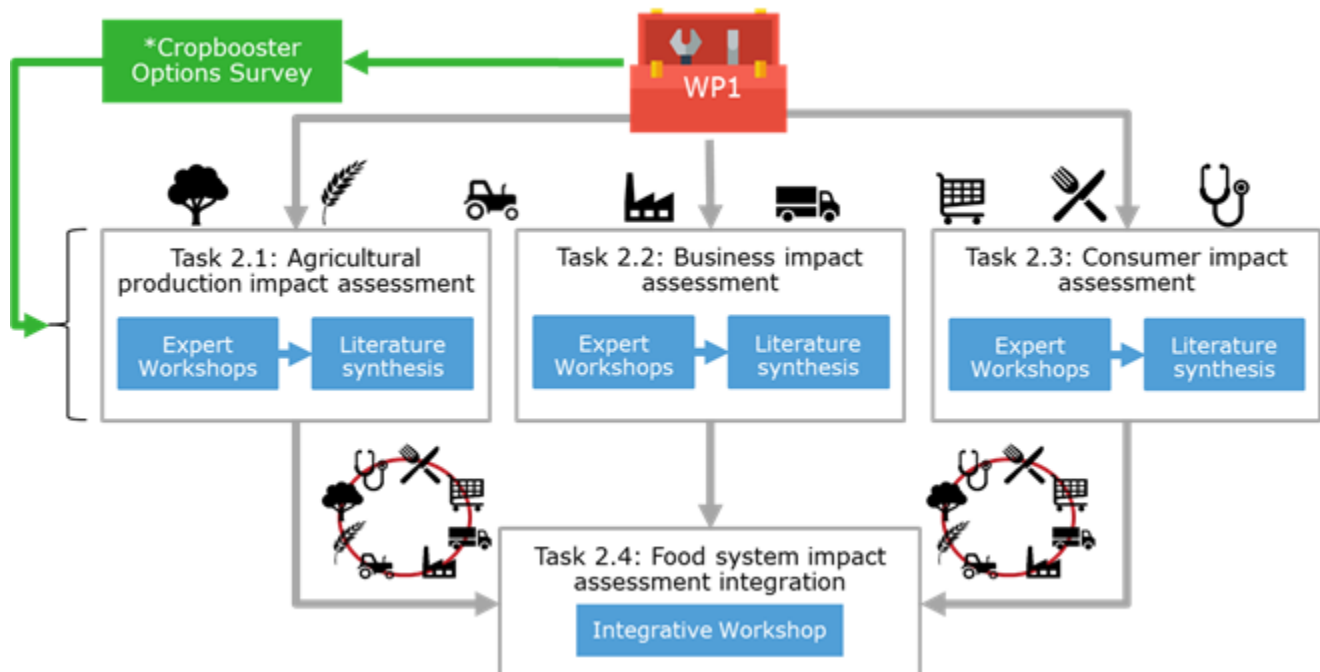 *Cropbooster
Options Survey
WP1
Task 2.1: Agricultural
production impact assessment
Expert
Workshops
Literature
synthesis
Task 2.2: Business impact
assessment
Expert
Workshops
Literature
synthesis
Task 2.3: Consumer impact
assessment
Expert
Workshops
Literature
synthesis
Task 2.4: Food system impact
assessment integration
Integrative Workshop